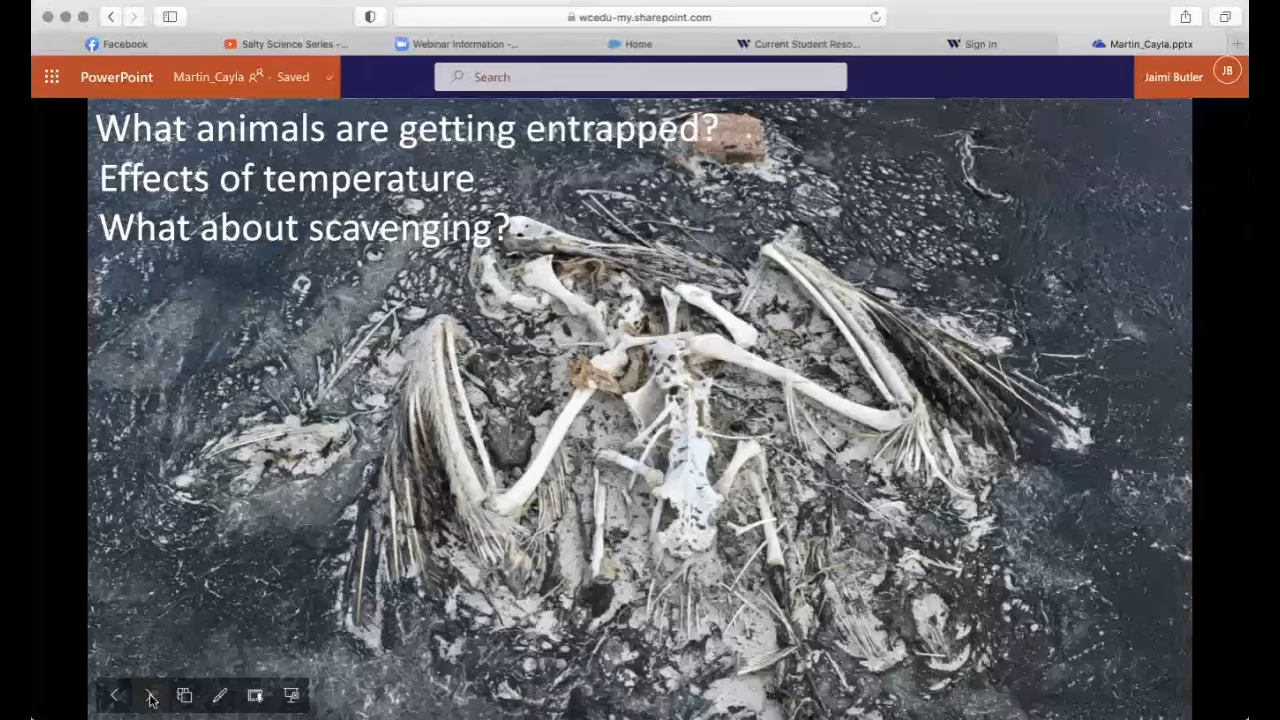 wcedu-my.sharepoint.com
Facebook
Salty Science Series -...
Webinar Information -...
Home
Current Student Reso...
Sign in
Martin_Cayla.pptx
PowerPoint
Martin_Cayla
- Saved
Search
Jaimi Butler
JB
What animals are getting entrapped?
Effects of temperature
What about scavenging?